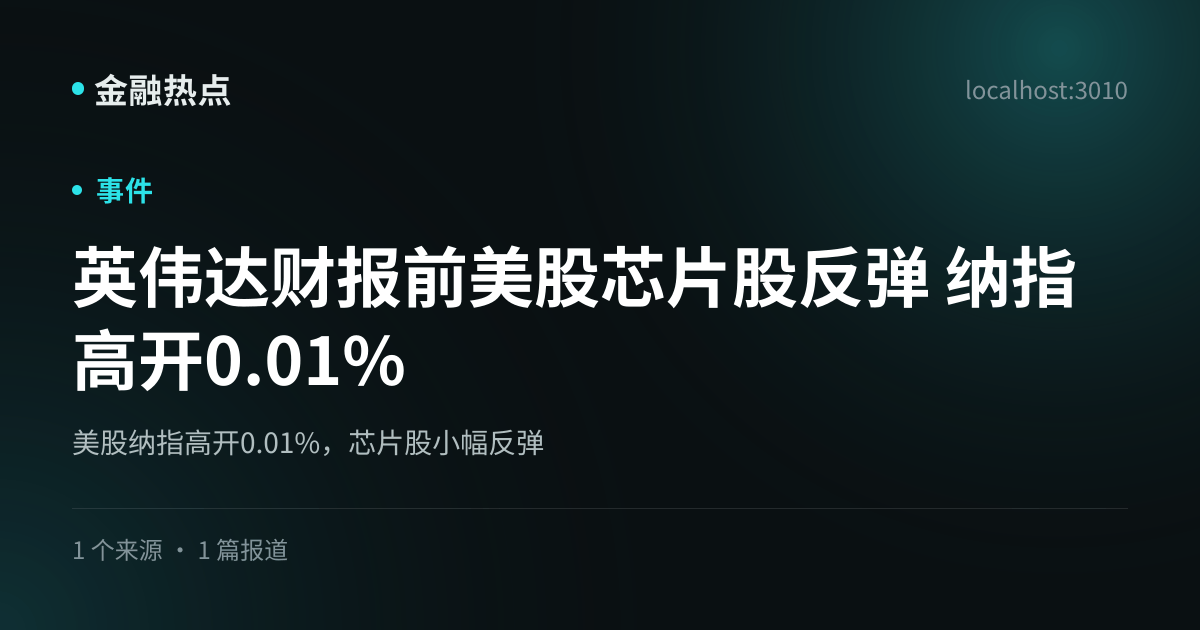 金融热点
localhost:3010
事件
英伟达财报前美股芯片股反弹 纳指
高开0.01%
美股纳指高开0.01%，芯片股小幅反弹
1 个来源 · 1 篇报道